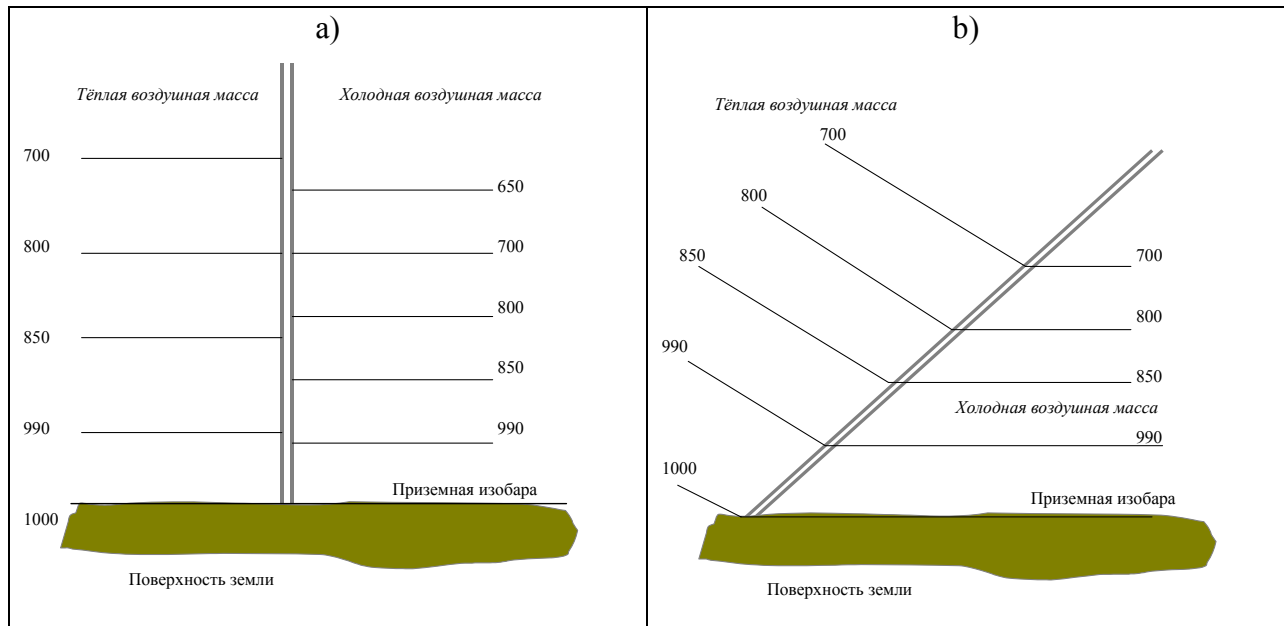 a)
Тёплая воздушная масса
Холодная воздушная масса
700
650
800
700
800
850
850
990
990
Приземная изобара
1000
Поверхность земли
b)
Тёплая воздушная масса
700
800
850
700
800
990
850
Холодная воздушная масса
990
1000
Приземная изобара
Поверхность земли